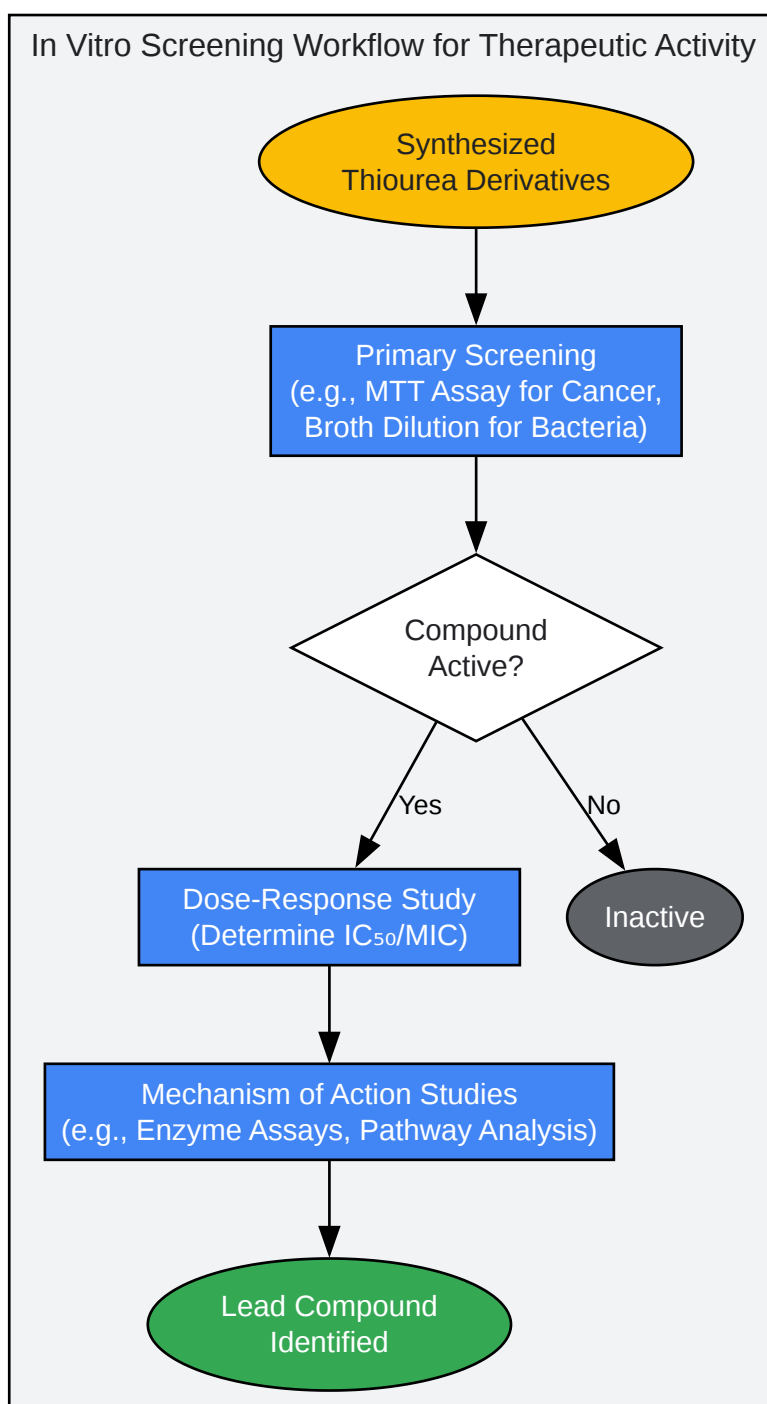 In Vitro Screening Workflow for Therapeutic Activity
Synthesized
Thiourea Derivatives
Primary Screening
(e.g., MTT Assay for Cancer,
Broth Dilution for Bacteria)
Compound
Active?
Yes
No
Dose-Response Study
(Determine IC₅₀/MIC)
Inactive
Mechanism of Action Studies
(e.g., Enzyme Assays, Pathway Analysis)
Lead Compound
Identified